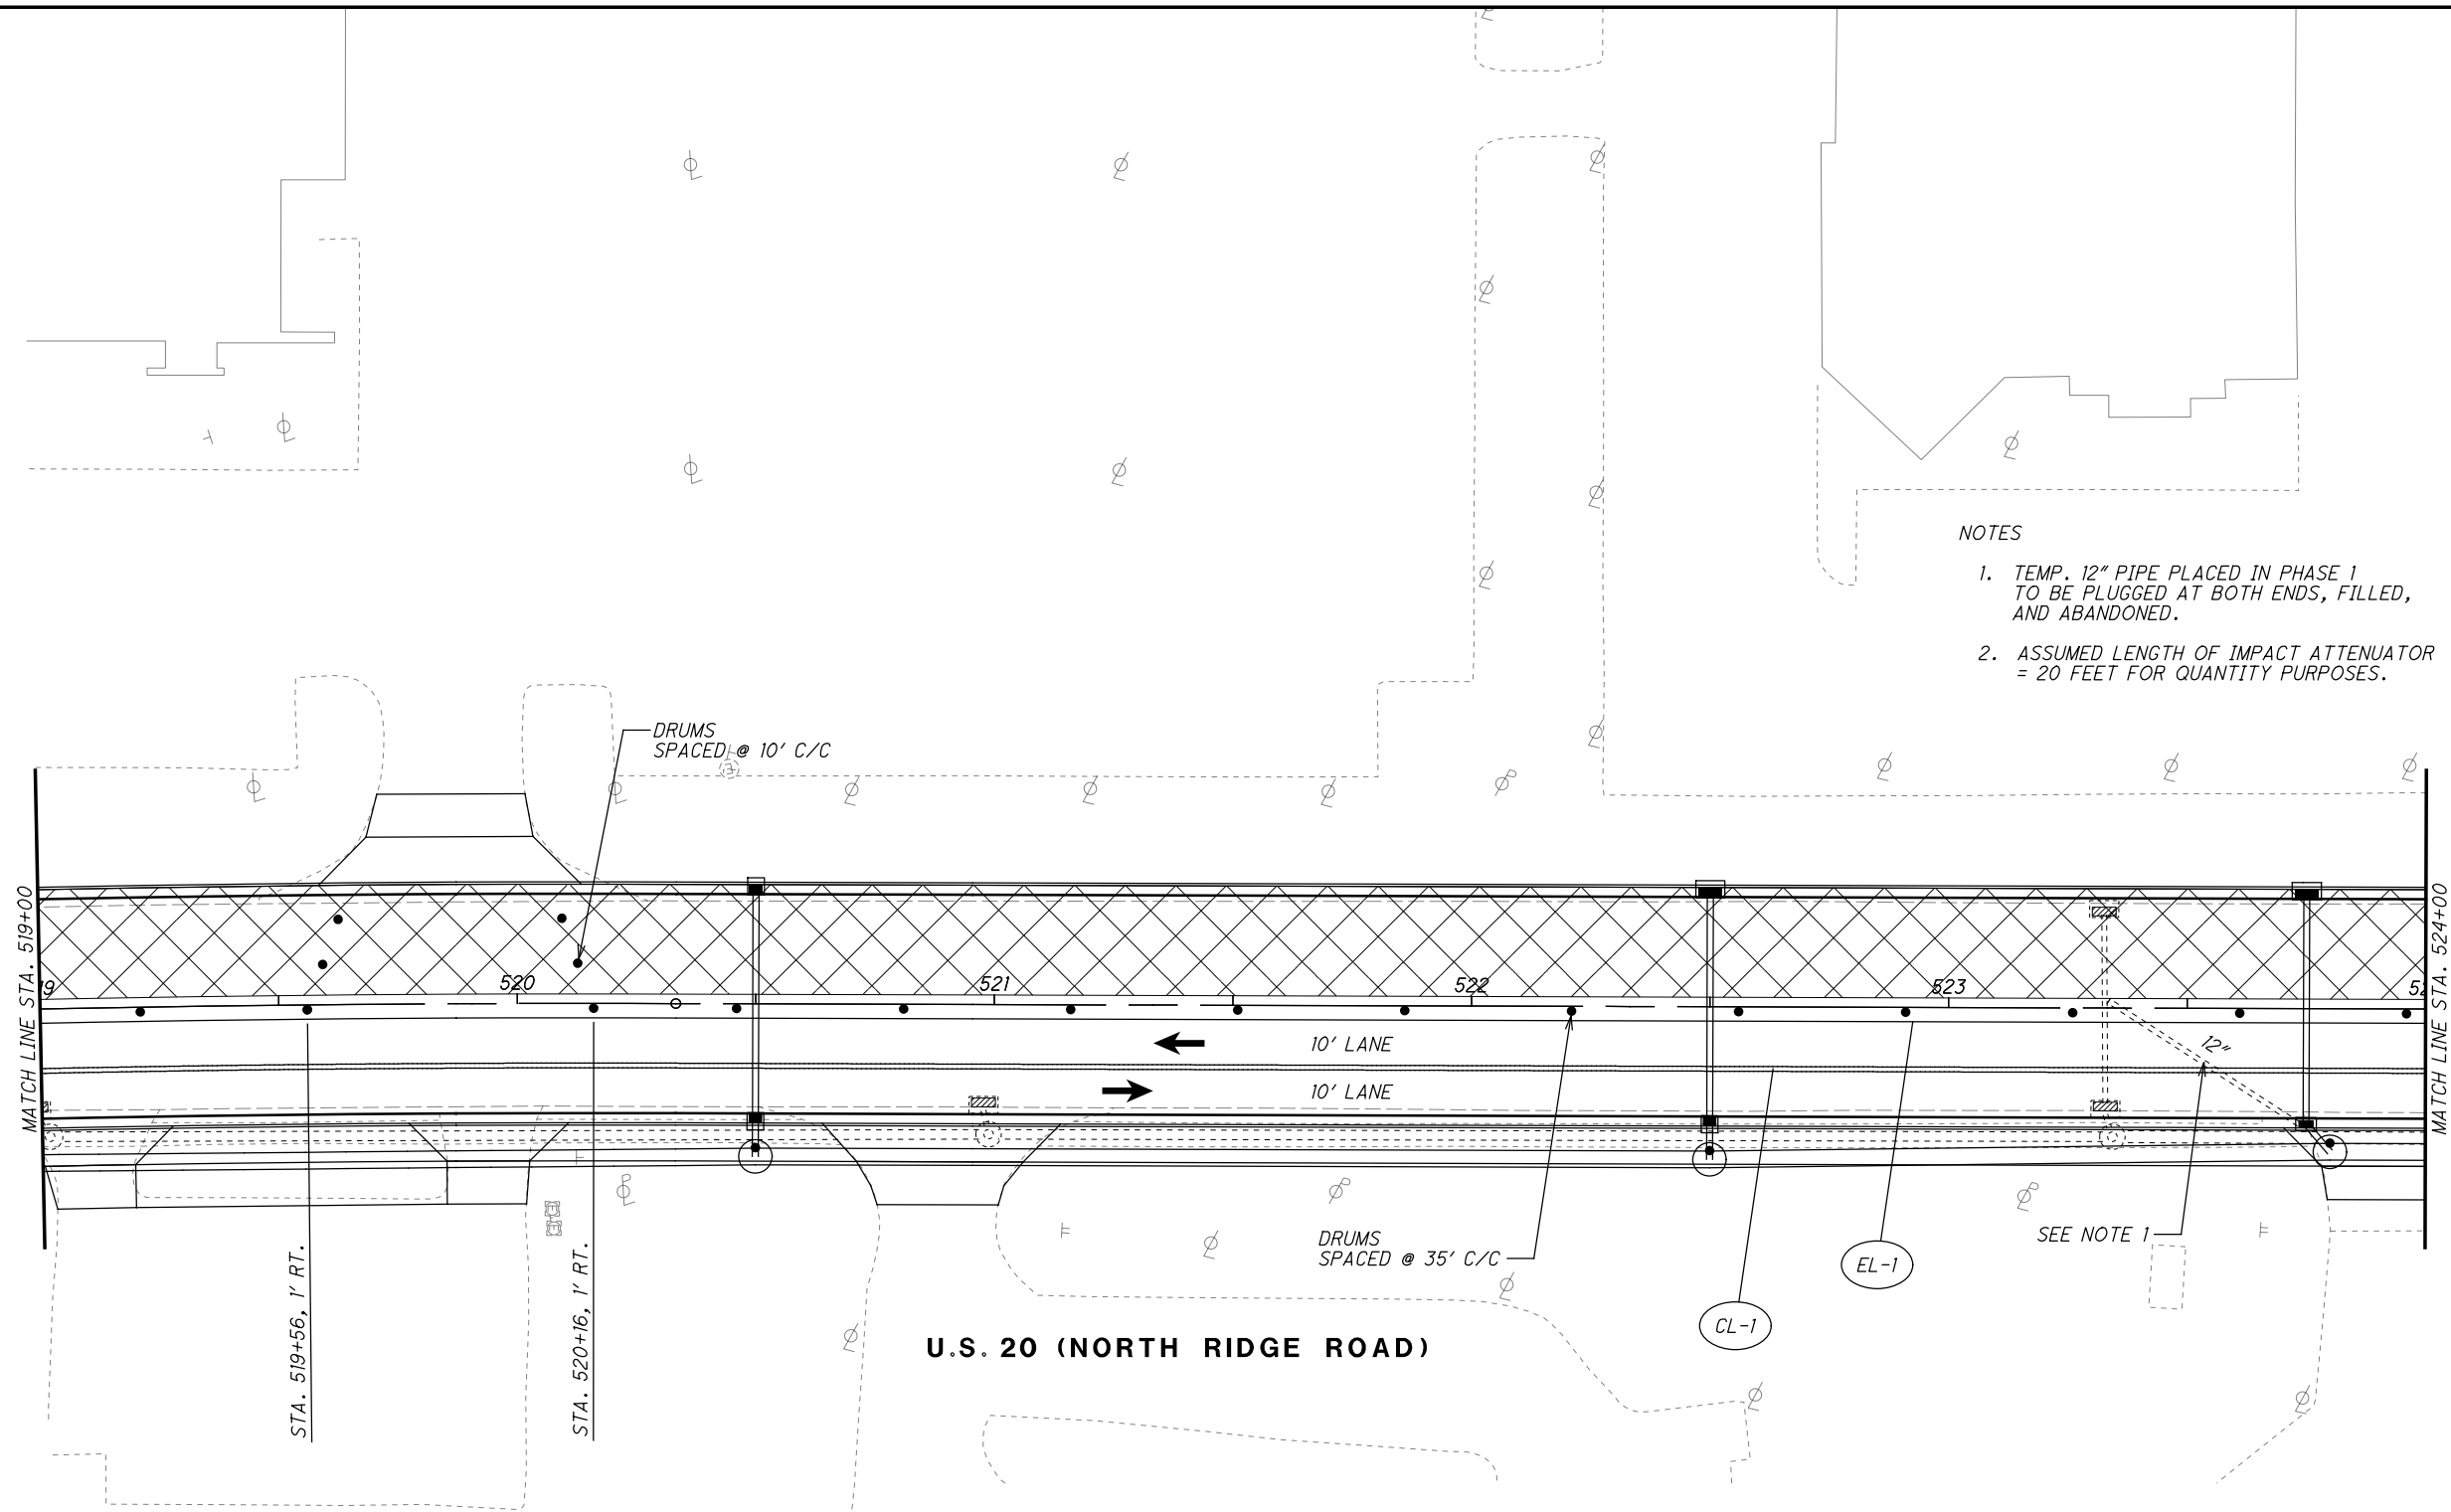 NOTES
1. TEMP. 12" PIPE PLACED IN PHASE 1
TO BE PLUGGED AT BOTH ENDS, FILLED,
AND ABANDONED.
2. ASSUMED LENGTH OF IMPACT ATTENUATOR
= 20 FEET FOR QUANTITY PURPOSES.
DRUMS
SPACED @ 10' C/C
MATCH LINE STA. 519+00
MATCH LINE STA. 524+00
19
520
521
522
523
52
10' LANE
10' LANE
12"
DRUMS
SPACED @ 35' C/C
SEE NOTE 1
EL-1
CL-1
STA. 519+56, 1' RT.
STA. 520+16, 1' RT.
U.S. 20 (NORTH RIDGE ROAD)